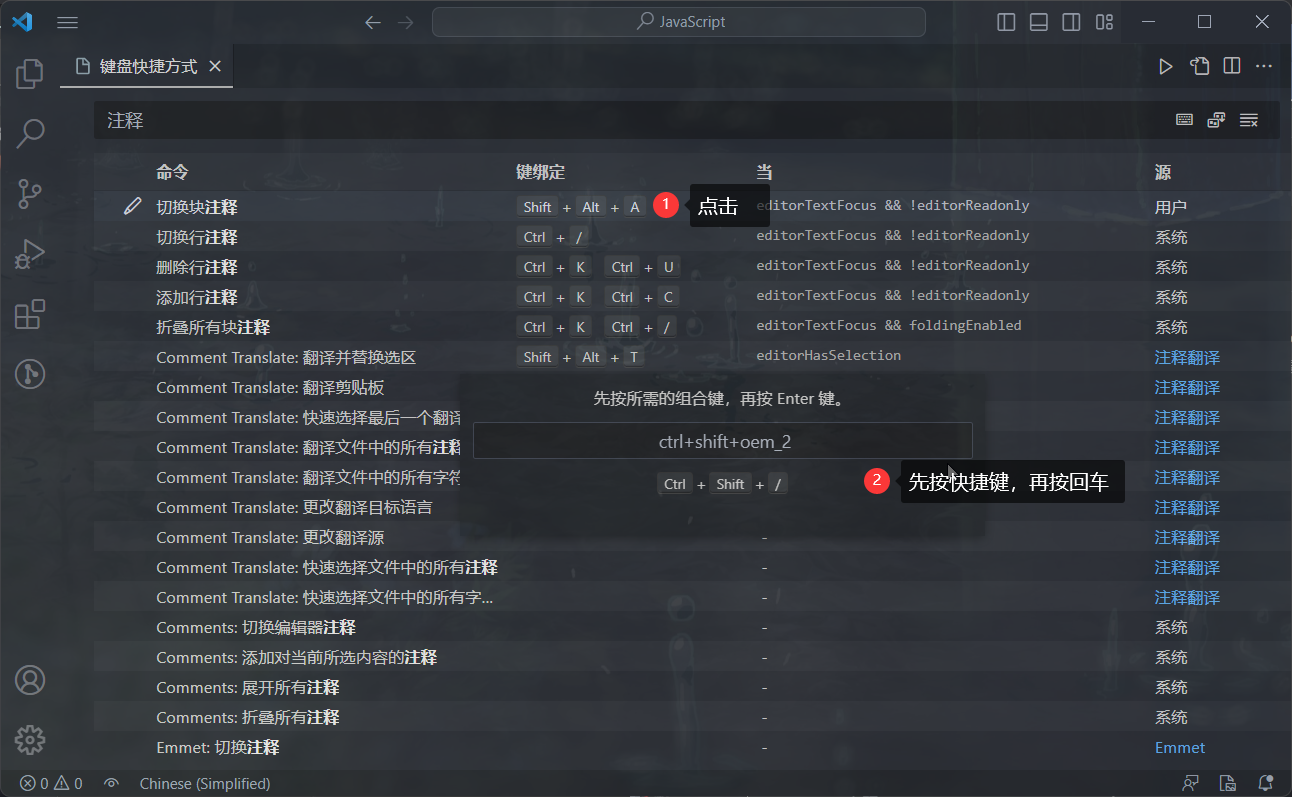 JavaScript
键盘快捷方式
注释
命令 键绑定 当 源
切换块注释 Shift + Alt + A 1 点击 editorTextFocus && !editorReadonly 用户
切换行注释 Ctrl + / editorTextFocus && !editorReadonly 系统
删除行注释 Ctrl + K Ctrl + U editorTextFocus && !editorReadonly 系统
添加行注释 Ctrl + K Ctrl + C editorTextFocus && !editorReadonly 系统
折叠所有块注释 Ctrl + K Ctrl + / editorTextFocus && foldingEnabled 系统
Comment Translate: 翻译并替换选区 Shift + Alt + T editorHasSelection 注释翻译
Comment Translate: 翻译剪贴板 注释翻译
先按所需的组合键，再按 Enter 键。
Comment Translate: 快速选择最后一个翻译 注释翻译
ctrl+shift+oem_2
Comment Translate: 翻译文件中的所有注释 注释翻译
Comment Translate: 翻译文件中的所有字符 注释翻译
Ctrl + Shift + / 2 先按快捷键，再按回车
Comment Translate: 更改翻译目标语言 注释翻译
Comment Translate: 更改翻译源 - 注释翻译
Comment Translate: 快速选择文件中的所有注释 - 注释翻译
Comment Translate: 快速选择文件中的所有字... - 注释翻译
Comments: 切换编辑器注释 - 系统
Comments: 添加对当前所选内容的注释 - 系统
Comments: 展开所有注释 - 系统
Comments: 折叠所有注释 - 系统
Emmet: 切换注释 - Emmet
0 0 Chinese (Simplified)